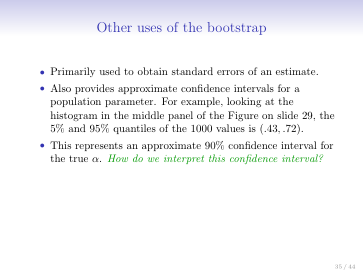 Other uses of the bootstrap
• Primarily used to obtain standard errors of an estimate.
• Also provides approximate confidence intervals for a
population parameter. For example, looking at the
histogram in the middle panel of the Figure on slide 29, the
5% and 95% quantiles of the 1000 values is (.43, .72).
• This represents an approximate 90% confidence interval for
the true α. How do we interpret this confidence interval?
35 / 44